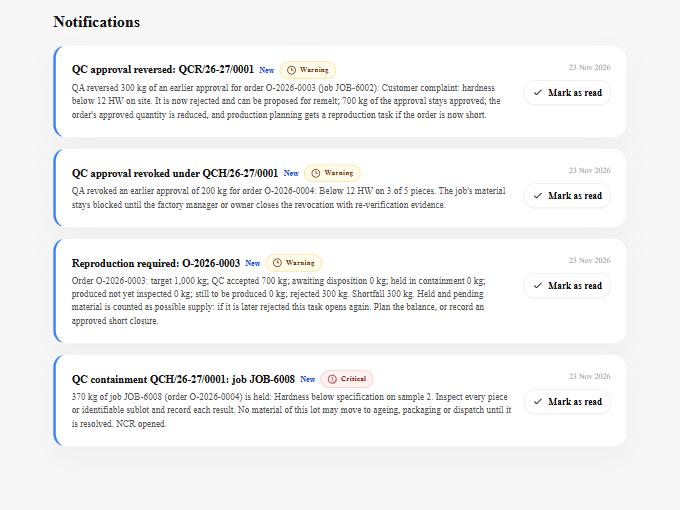 Notifications
QC approval reversed: QCR/26-27/0001 New Warning
23 Nov 2026
QA reversed 300 kg of an earlier approval for order O-2026-0003 (job JOB-6002): Customer complaint: hardness
below 12 HW on site. It is now rejected and can be proposed for remelt; 700 kg of the approval stays approved; the
order's approved quantity is reduced, and production planning gets a reproduction task if the order is now short.
Mark as read
QC approval revoked under QCH/26-27/0001 New Warning
23 Nov 2026
QA revoked an earlier approval of 200 kg for order O-2026-0004: Below 12 HW on 3 of 5 pieces. The job's material
stays blocked until the factory manager or owner closes the revocation with re-verification evidence.
Mark as read
Reproduction required: O-2026-0003 New Warning
23 Nov 2026
Order O-2026-0003: target 1,000 kg; QC accepted 700 kg; awaiting disposition 0 kg; held in containment 0 kg;
produced not yet inspected 0 kg; still to be produced 0 kg; rejected 300 kg. Shortfall 300 kg. Held and pending
material is counted as possible supply: if it is later rejected this task opens again. Plan the balance, or record an
approved short closure.
Mark as read
QC containment QCH/26-27/0001: job JOB-6008 New Critical
23 Nov 2026
370 kg of job JOB-6008 (order O-2026-0004) is held: Hardness below specification on sample 2. Inspect every piece
or identifiable sublot and record each result. No material of this lot may move to ageing, packaging or dispatch until it
is resolved. NCR opened.
Mark as read